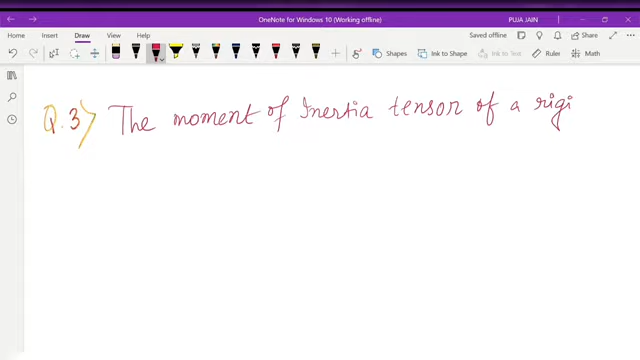 OneNote for Windows 10 (Working offline)
PUJA JAIN
Home Insert Draw View Help
Saved offline Share
Shapes Ink to Shape Ink to Text Ruler Math
Q.3) The moment of Inertia tensor of a rigi